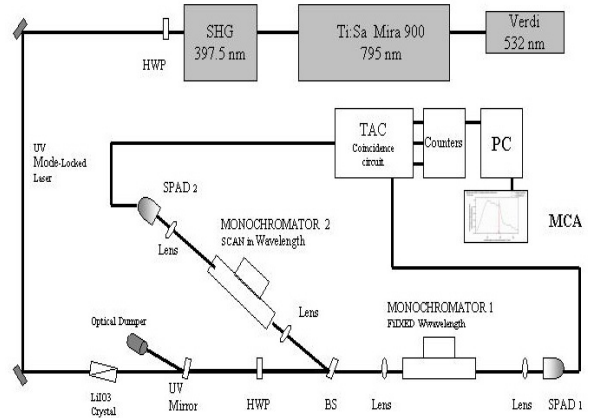 SHG
397.5 nm
Ti:Sa Mira 900
795 nm
Verdi
532 nm
HWP
UV
Mode-Locked
Laser
TAC
Coincidence
circuit
Counters
PC
MCA
SPAD 2
Lens
MONOCHROMATOR 2
SCAN in Wavelength
Lens
MONOCHROMATOR 1
FiIXED Wwavelength
Optical Dumper
LiIO3
Crystal
UV
Mirror
HWP
BS
Lens
Lens
SPAD 1